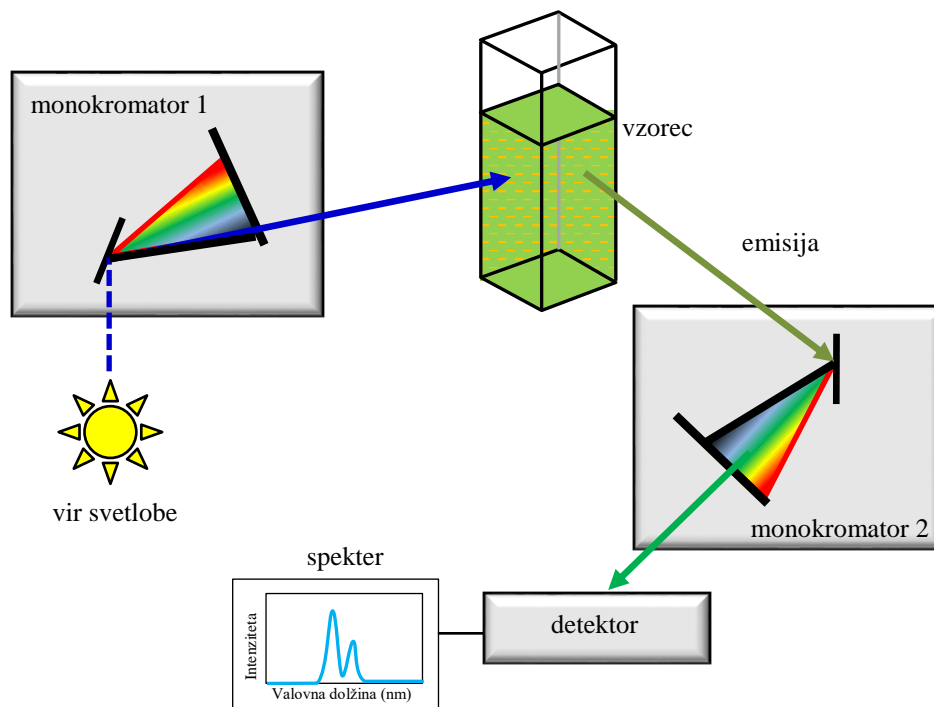 monokromator 1
vzorec
emisija
vir svetlobe
monokromator 2
spekter
detektor
Intenziteta
Valovna dolžina (nm)